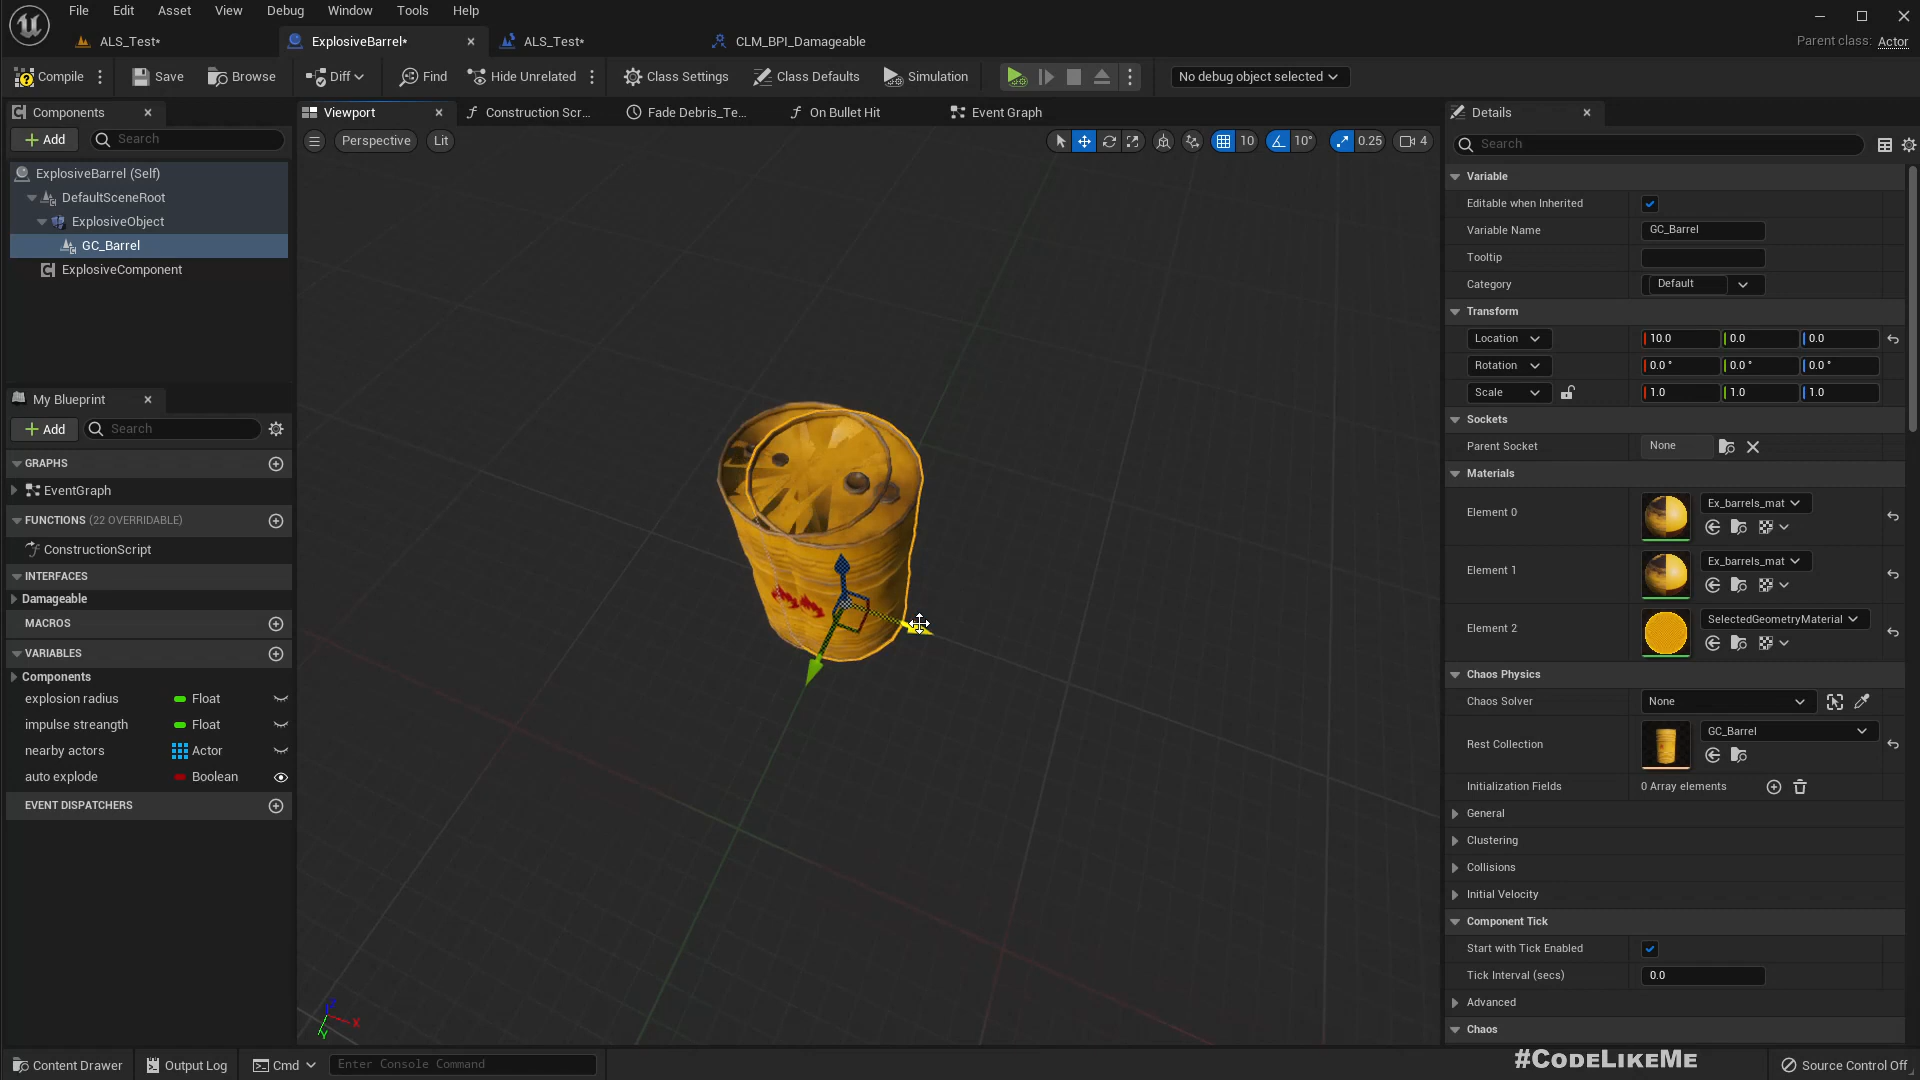 File Edit Asset View Debug Window Tools Help
ALS_Test*
ExplosiveBarrel*
ALS_Test*
CLM_BPI_Damageable
Parent class: Actor
Compile
Save
Browse
Diff
Find
Hide Unrelated
Class Settings
Class Defaults
Simulation
No debug object selected
Components
Add
Search
ExplosiveBarrel (Self)
DefaultSceneRoot
ExplosiveObject
GC_Barrel
ExplosiveComponent
My Blueprint
Add
Search
GRAPHS
EventGraph
FUNCTIONS (22 OVERRIDABLE)
ConstructionScript
INTERFACES
Damageable
MACROS
VARIABLES
Components
explosion radius Float
impulse streangth Float
nearby actors Actor
auto explode Boolean
EVENT DISPATCHERS
Viewport
Construction Scr...
Fade Debris_Te...
On Bullet Hit
Event Graph
Perspective
Lit
10
10°
0.25
4
Z
X
Y
Details
Search
Variable
Editable when Inherited
Variable Name GC_Barrel
Tooltip
Category Default
Transform
Location 10.0 0.0 0.0
Rotation 0.0 ° 0.0 ° 0.0 °
Scale 1.0 1.0 1.0
Sockets
Parent Socket None
Materials
Element 0 Ex_barrels_mat
Element 1 Ex_barrels_mat
Element 2 SelectedGeometryMaterial
Chaos Physics
Chaos Solver None
Rest Collection GC_Barrel
Initialization Fields 0 Array elements
General
Clustering
Collisions
Initial Velocity
Component Tick
Start with Tick Enabled
Tick Interval (secs) 0.0
Advanced
Chaos
Content Drawer
Output Log
Cmd
Enter Console Command
#CODELIKEME
Source Control Off